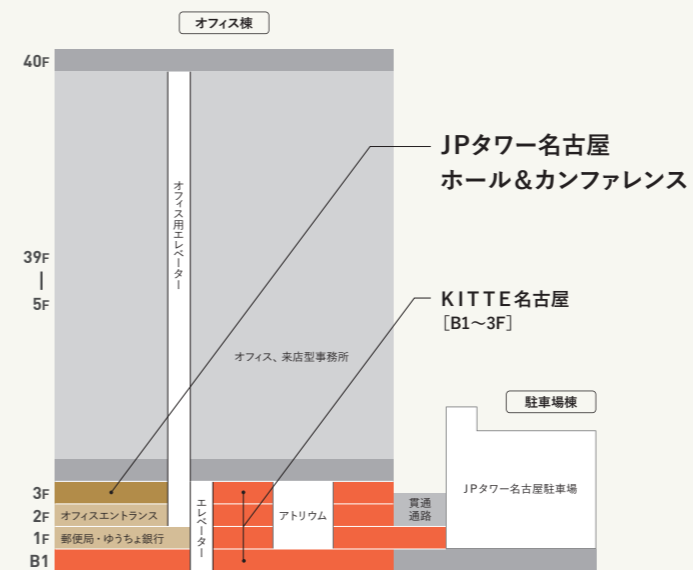 オフィス棟
40F
JPタワー名古屋
ホール&カンファレンス
オフィス用エレベーター
39F
5F
KITTE名古屋
[B1〜3F]
オフィス、来店型事務所
駐車場棟
JPタワー名古屋駐車場
3F
2F
オフィスエントランス
エレベーター
アトリウム
貫通
通路
1F
郵便局・ゆうちょ銀行
B1